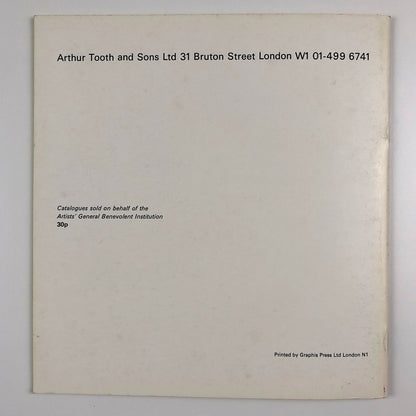 Arthur Tooth and Sons Ltd 31 Bruton Street London W1 01-499 6741
Catalogues sold on behalf of the
Artists' General Benevolent Institution
30p
Printed by Graphis Press Ltd London N1